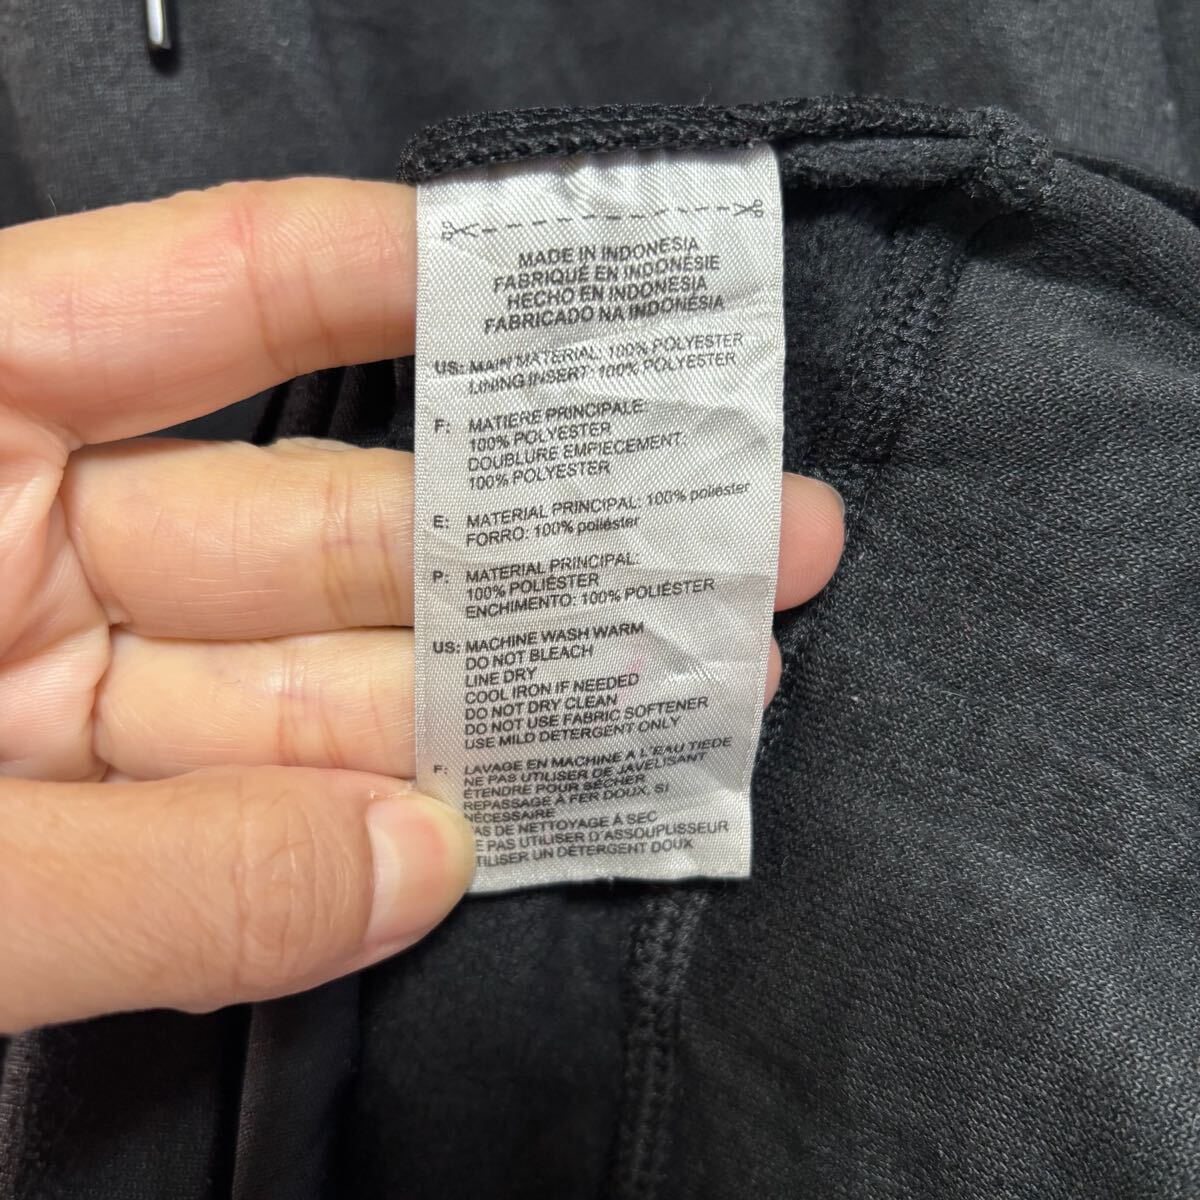 MADE IN INDONESIA
FABRIQUÉ EN INDONÉSIE
HECHO EN INDONESIA
FABRICADO NA INDONÉSIA
US: MAIN MATERIAL: 100% POLYESTER
LINING INSERT: 100% POLYESTER
F: MATIERE PRINCIPALE:
100% POLYESTER
DOUBLURE EMPIECEMENT:
100% POLYESTER
E: MATERIAL PRINCIPAL: 100% poliéster
FORRO: 100% poliéster
P: MATERIAL PRINCIPAL:
100% POLIÉSTER
ENCHIMENTO: 100% POLIÉSTER
US: MACHINE WASH WARM
DO NOT BLEACH
LINE DRY
COOL IRON IF NEEDED
DO NOT DRY CLEAN
DO NOT USE FABRIC SOFTENER
USE MILD DETERGENT ONLY
F: LAVAGE EN MACHINE A L'EAU TIEDE
NE PAS UTILISER DE JAVELISANT
ÉTENDRE POUR SÉCHER
REPASSAGE À FER DOUX, SI
NÉCESSAIRE
AS DE NETTOYAGE À SEC
E PAS UTILISER D'ASSOUPLISSEUR
TILISER UN DÉTERGENT DOUX